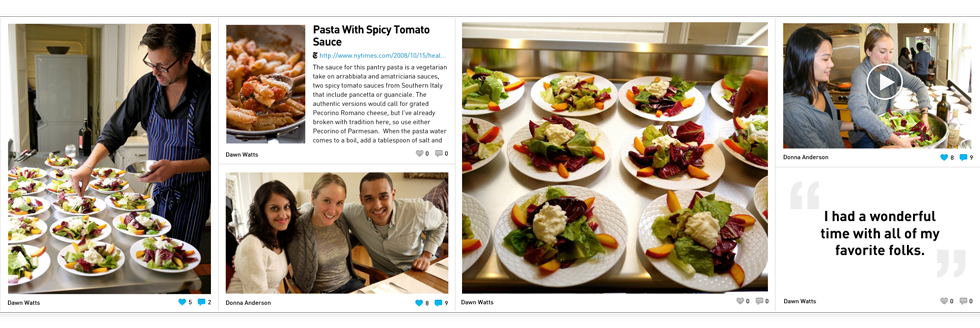 Dawn Watts
5
2
Pasta With Spicy Tomato
Sauce
http://www.nytimes.com/2008/10/15/heal...
The sauce for this pantry pasta is a vegetarian
take on arrabbiata and amatriciana sauces,
two spicy tomato sauces from Southern Italy
that include pancetta or guanciale. The
authentic versions would call for grated
Pecorino Romano cheese, but I've already
broken with tradition here, so use either
Pecorino of Parmesan. When the pasta water
comes to a boil, add a tablespoon of salt and
Dawn Watts
0
0
Donna Anderson
8
9
Dawn Watts
0
0
Donna Anderson
8
9
“
I had a wonderful
time with all of my
favorite folks.
”
Dawn Watts
0
0